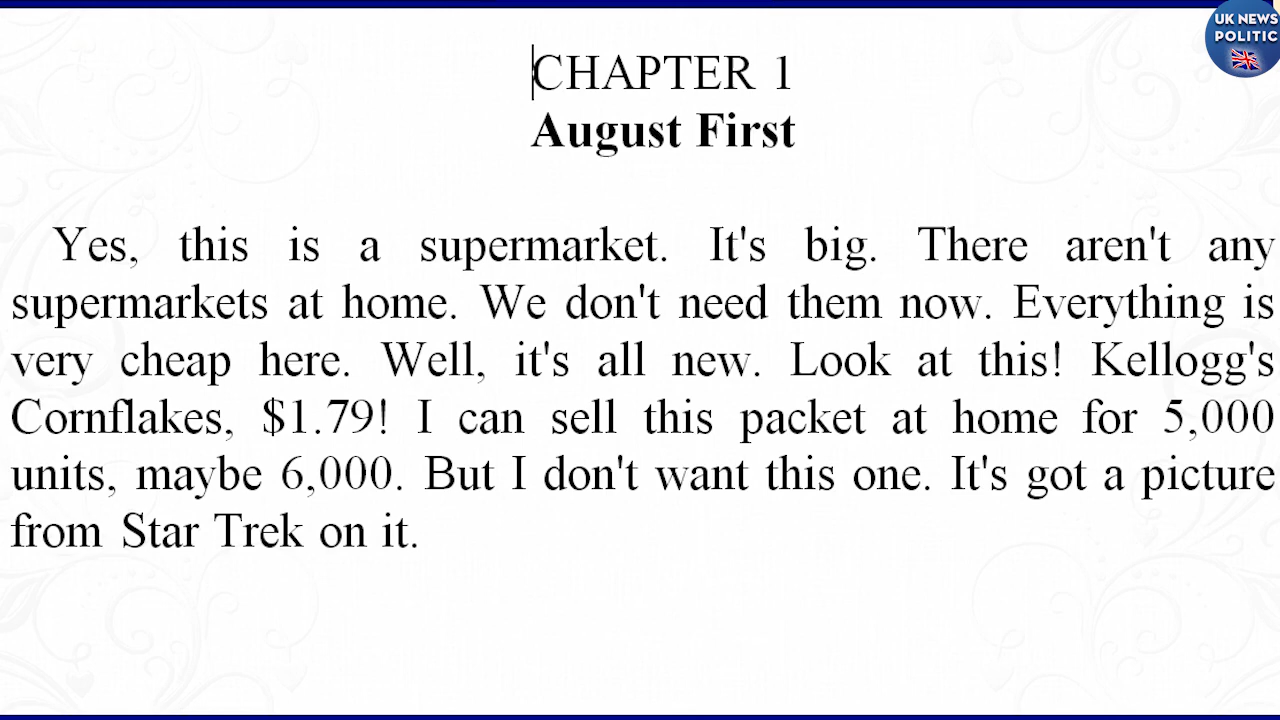 UK NEWS
POLITIC
CHAPTER 1
August First
Yes, this is a supermarket. It's big. There aren't any
supermarkets at home. We don't need them now. Everything is
very cheap here. Well, it's all new. Look at this! Kellogg's
Cornflakes, $1.79! I can sell this packet at home for 5,000
units, maybe 6,000. But I don't want this one. It's got a picture
from Star Trek on it.